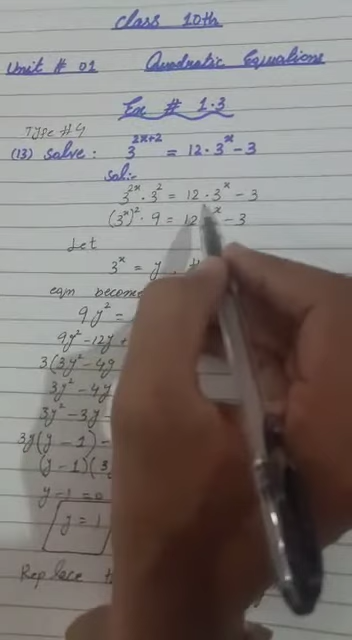 Class 10th
Unit # 01 Quadratic Equations
Ex # 1.3
Type #4
(13) Solve: 3^{2x+2} = 12·3^x - 3
Sol:-
3^{2x}·3^2 = 12·3^x - 3
(3^x)^2·9 = 12 x - 3
Let
3^x = y
eqn
9y^2 =
9y^2 - 12y
3(3y^2 - 4y
3y^2 - 4y
3y^2 - 3y -
3y(y - 1) -
(y - 1)(3
y - 1 = 0
y = 1
Replace